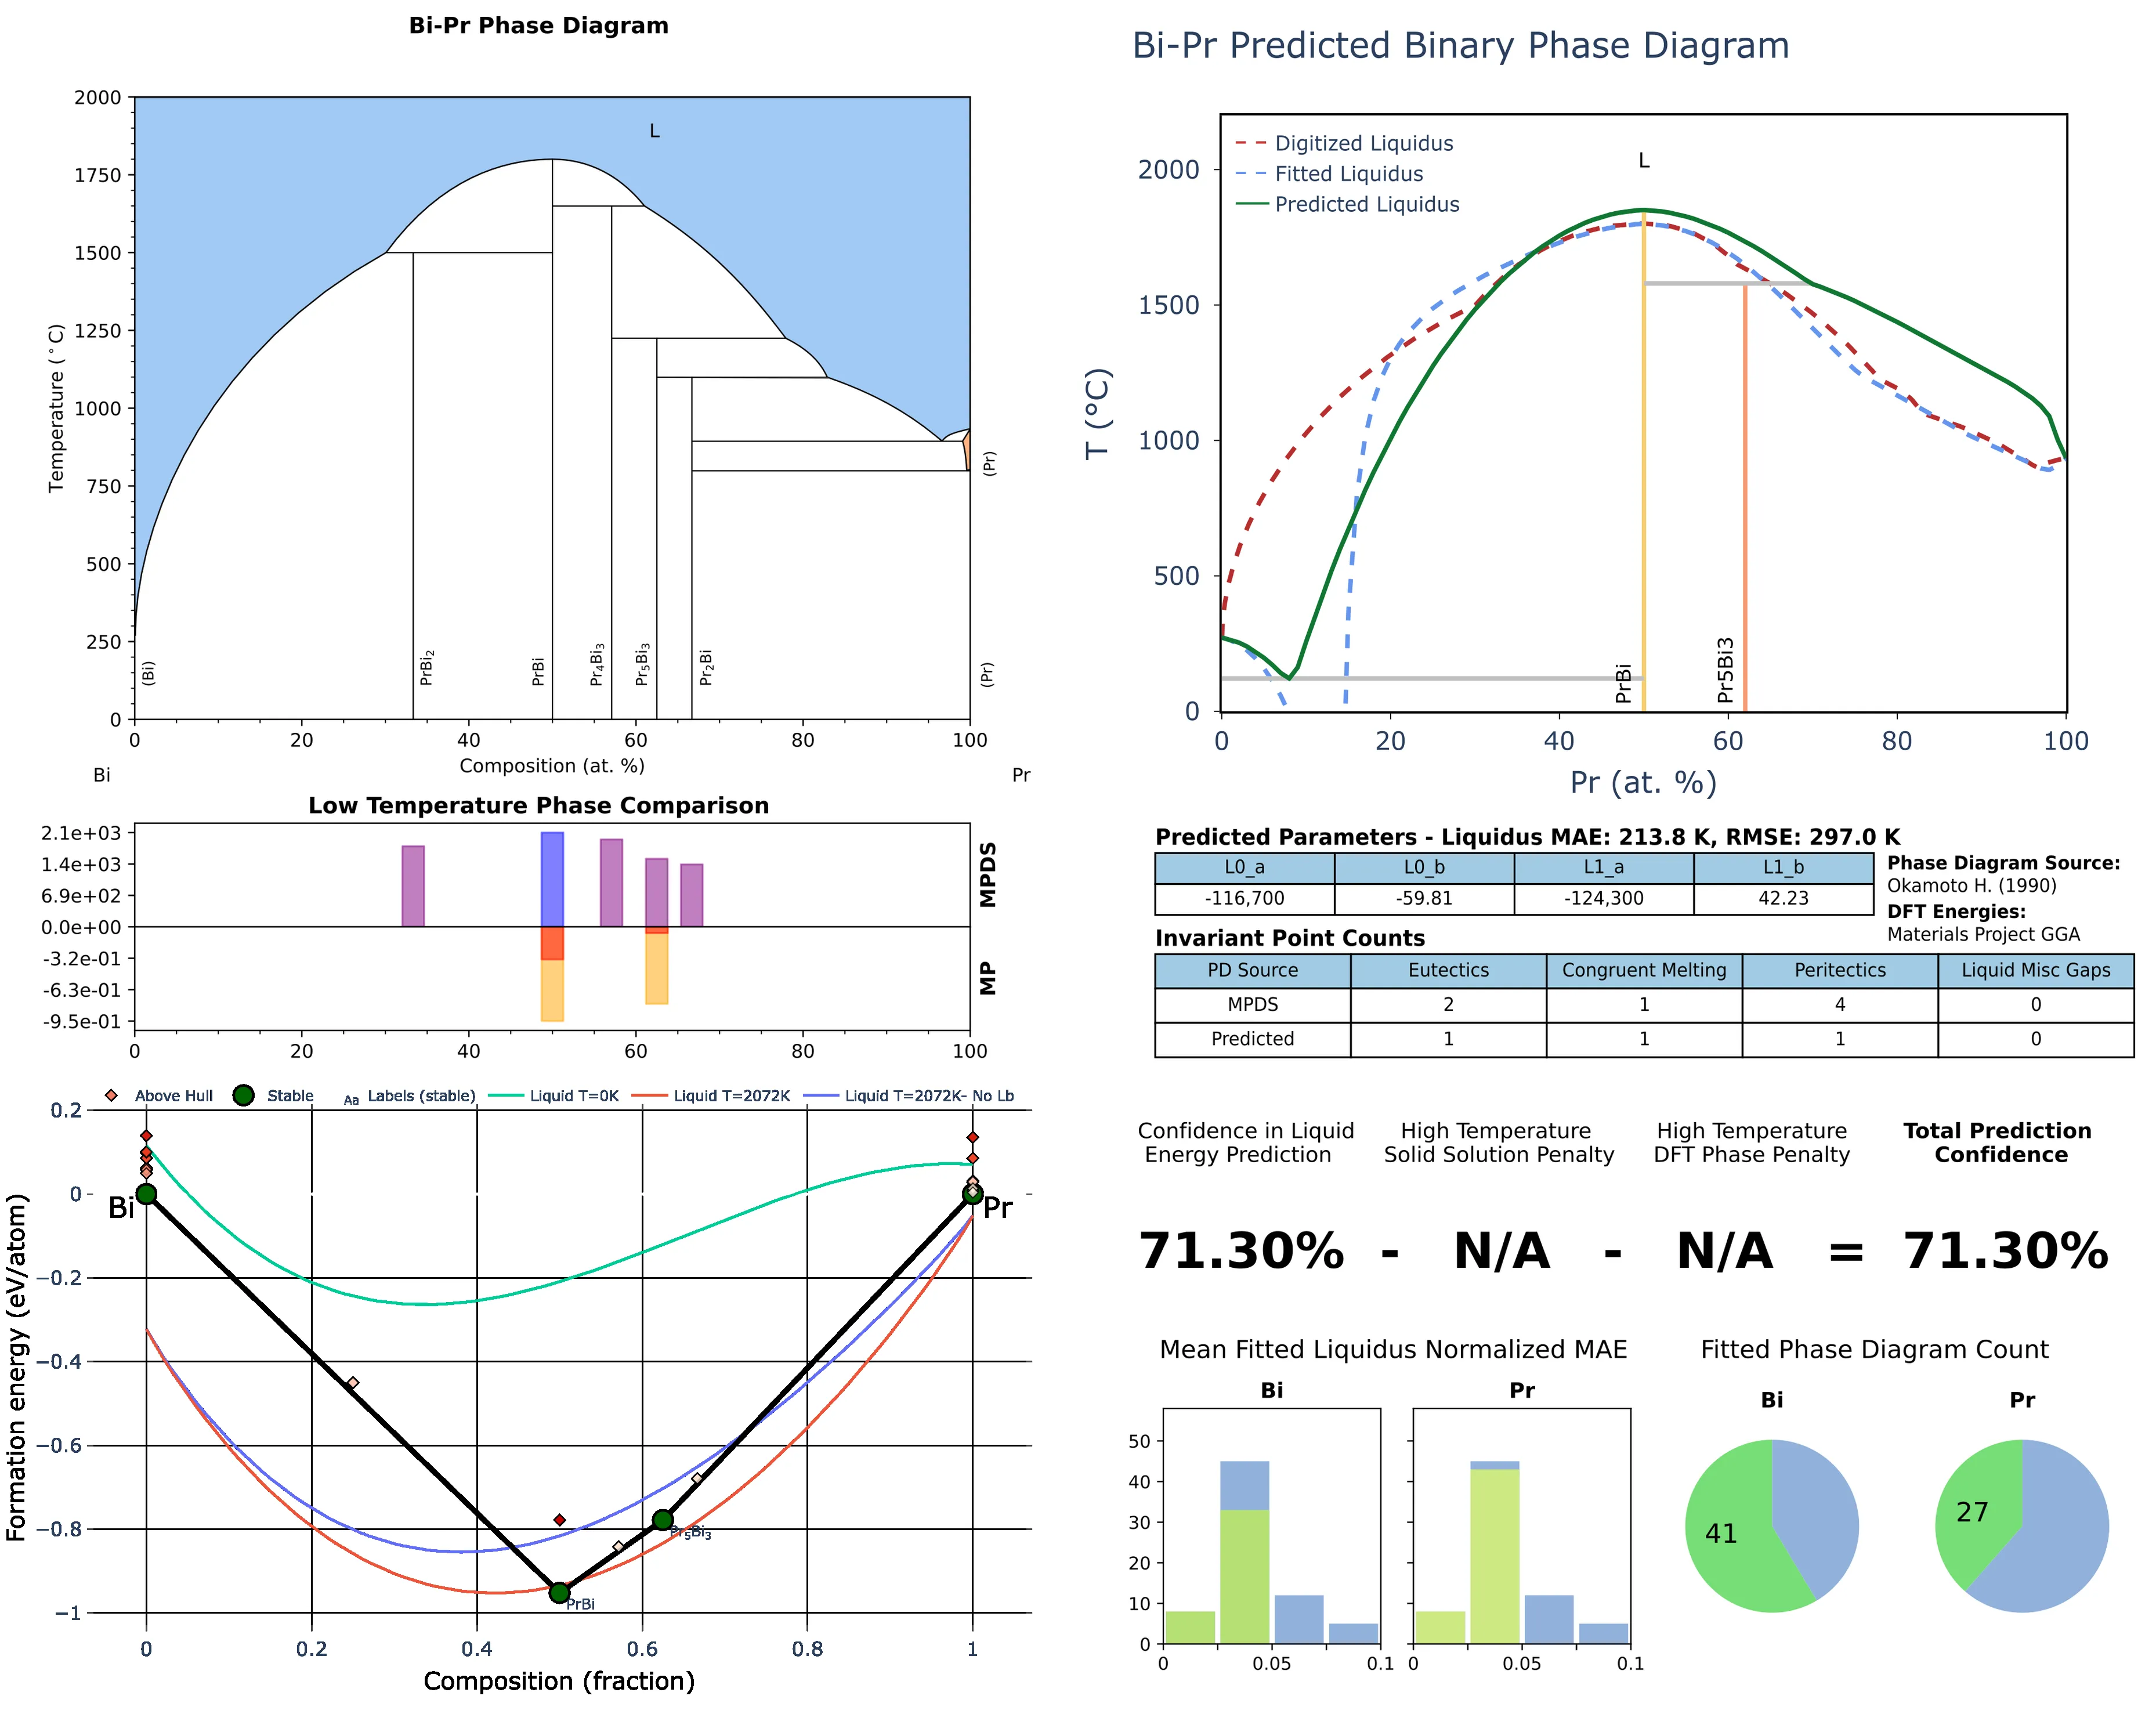 Bi-Pr Phase Diagram
2000
1750
1500
1250
1000
750
500
250
0
Temperature (°C)
L
(Bi)
PrBi2
PrBi
Pr4Bi3
Pr5Bi3
Pr2Bi
(Pr)
(Pr)
0 20 40 60 80 100
Composition (at. %)
Bi Pr
Bi-Pr Predicted Binary Phase Diagram
Digitized Liquidus
Fitted Liquidus
Predicted Liquidus
L
2000
1500
1000
500
0
T (°C)
PrBi
Pr5Bi3
0 20 40 60 80 100
Pr (at. %)
Low Temperature Phase Comparison
2.1e+03
1.4e+03
6.9e+02
0.0e+00
-3.2e-01
-6.3e-01
-9.5e-01
MPDS
MP
0 20 40 60 80 100
Predicted Parameters - Liquidus MAE: 213.8 K, RMSE: 297.0 K
L0_a L0_b L1_a L1_b
-116,700 -59.81 -124,300 42.23
Phase Diagram Source:
Okamoto H. (1990)
DFT Energies:
Materials Project GGA
Invariant Point Counts
PD Source Eutectics Congruent Melting Peritectics Liquid Misc Gaps
MPDS 2 1 4 0
Predicted 1 1 1 0
Above Hull Stable Aa Labels (stable) Liquid T=0K Liquid T=2072K Liquid T=2072K- No Lb
0.2
0
−0.2
−0.4
−0.6
−0.8
−1
Formation energy (eV/atom)
Bi
Pr
Pr5Bi3
PrBi
0 0.2 0.4 0.6 0.8 1
Composition (fraction)
Confidence in Liquid
Energy Prediction
High Temperature
Solid Solution Penalty
High Temperature
DFT Phase Penalty
Total Prediction
Confidence
71.30% - N/A - N/A = 71.30%
Mean Fitted Liquidus Normalized MAE
Bi Pr
50
40
30
20
10
0
0 0.05 0.1
0 0.05 0.1
Fitted Phase Diagram Count
Bi Pr
41
27